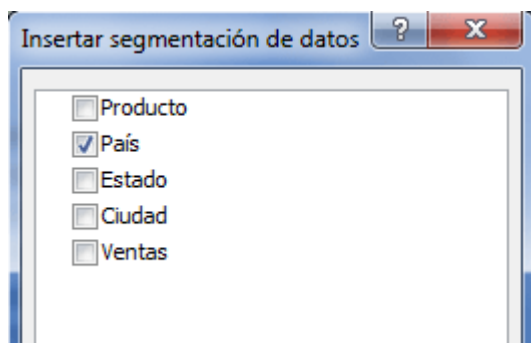 Insertar segmentación de datos
Producto
País
Estado
Ciudad
Ventas